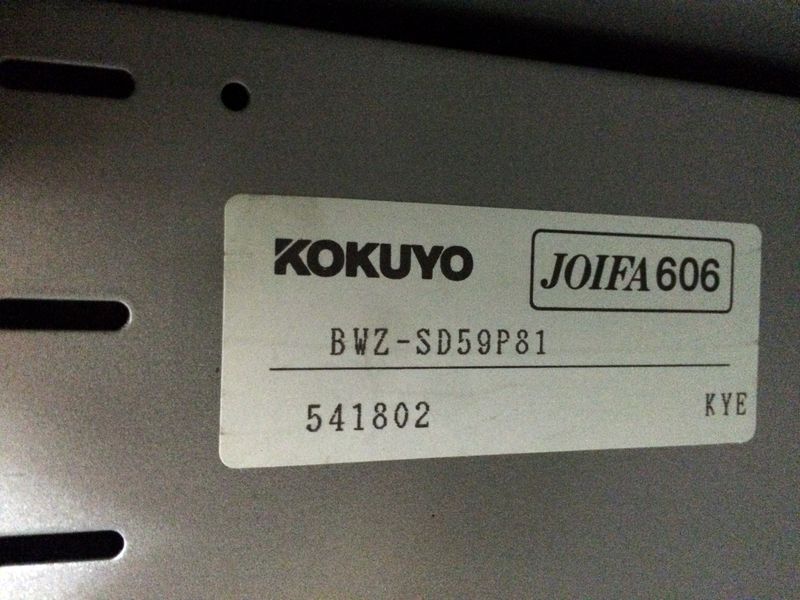 KOKUYO
JOIFA 606
BWZ-SD59P81
541802
KYE